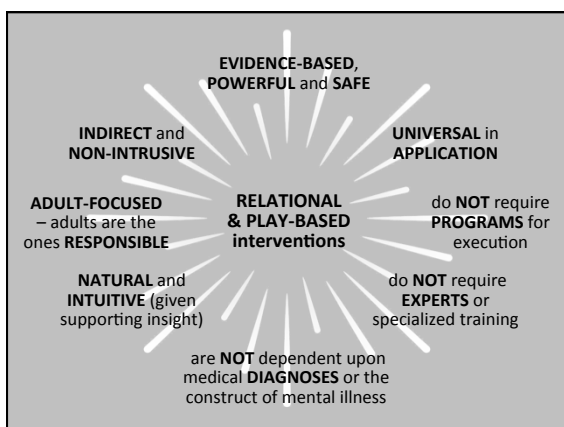 EVIDENCE-BASED,
POWERFUL and SAFE
INDIRECT and
NON-INTRUSIVE
UNIVERSAL in
APPLICATION
ADULT-FOCUSED
– adults are the
ones RESPONSIBLE
RELATIONAL
& PLAY-BASED
interventions
do NOT require
PROGRAMS for
execution
NATURAL and
INTUITIVE (given
supporting insight)
do NOT require
EXPERTS or
specialized training
are NOT dependent upon
medical DIAGNOSES or the
construct of mental illness